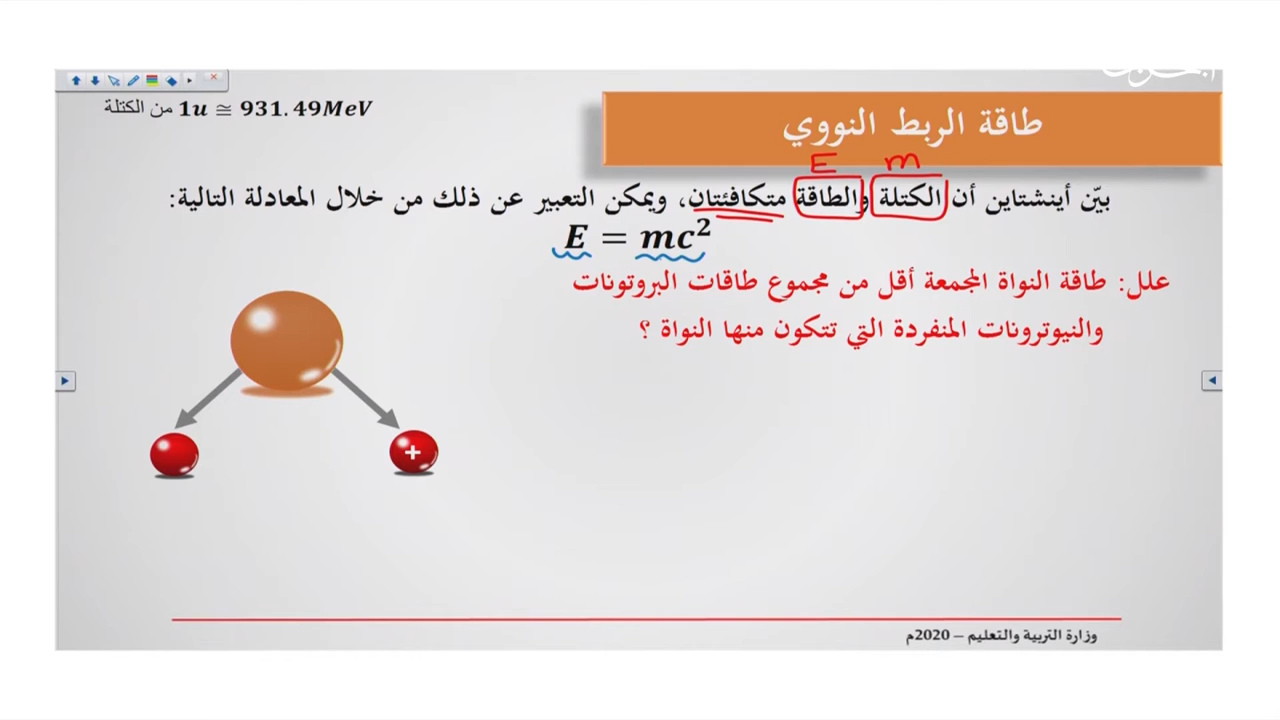 طاقة الربط النووي
1u ≅ 931.49MeV من الكتلة
E m
بيّن أينشتاين أن الكتلة والطاقة متكافئتان، ويمكن التعبير عن ذلك من خلال المعادلة التالية:
E = mc²
علل: طاقة النواة المجمعة أقل من مجموع طاقات البروتونات
والنيوترونات المنفردة التي تتكون منها النواة ؟
+
وزارة التربية والتعليم – 2020م